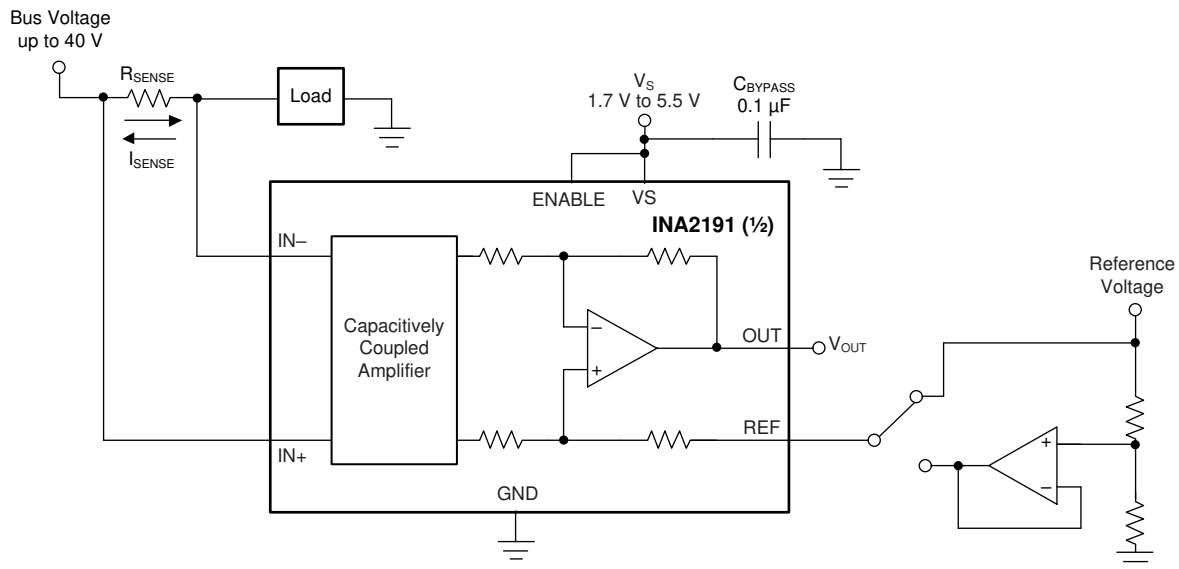 Bus Voltage
up to 40 V
RSENSE
ISENSE
Load
VS
1.7 V to 5.5 V
CBYPASS
0.1 µF
ENABLE
VS
INA2191 (½)
IN–
Capacitively
Coupled
Amplifier
IN+
–
+
OUT
VOUT
REF
GND
Reference
Voltage
+
–